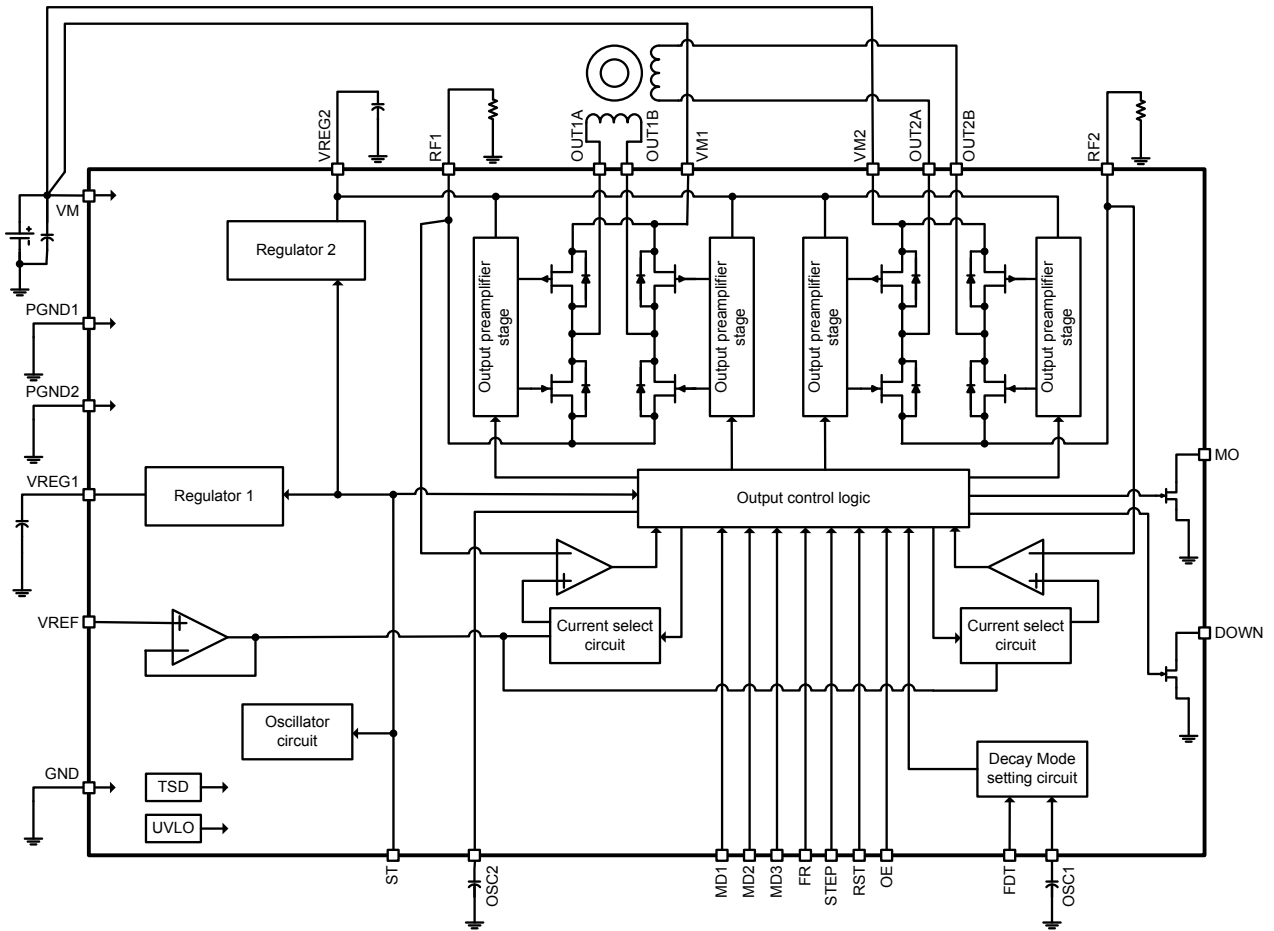 VREG2
RF1
OUT1A
OUT1B
VM1
VM2
OUT2A
OUT2B
RF2
VM
+
-
Regulator 2
Output preamplifier
stage
Output preamplifier
stage
Output preamplifier
stage
Output preamplifier
stage
PGND1
PGND2
VREG1
Regulator 1
Output control logic
MO
VREF
Current select
circuit
Current select
circuit
DOWN
Oscillator
circuit
Decay Mode
setting circuit
GND
TSD
UVLO
ST
OSC2
MD1
MD2
MD3
FR
STEP
RST
OE
FDT
OSC1